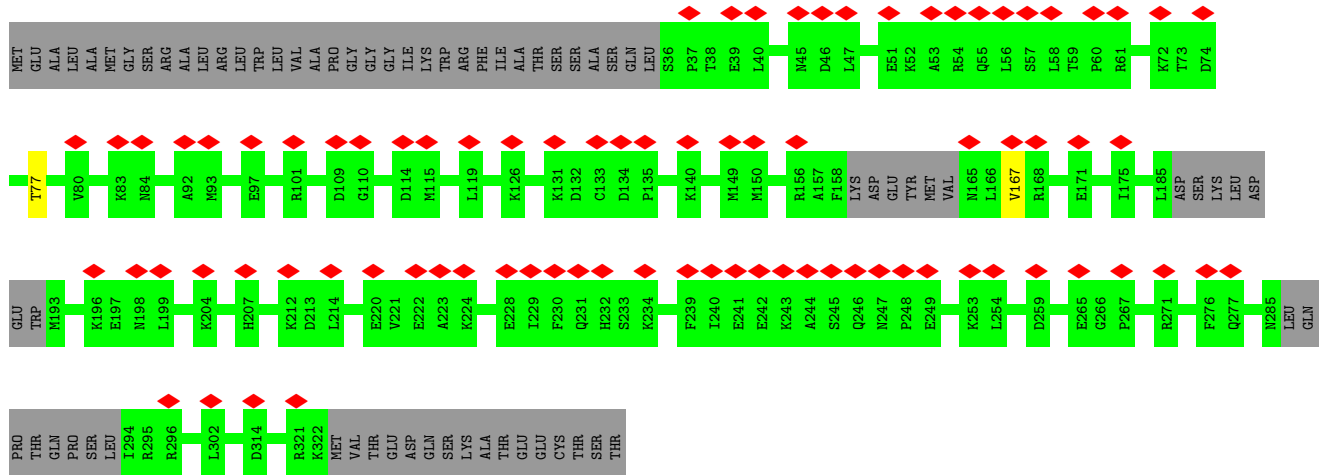 MET GLU ALA LEU ALA ALA MET GLY SER ARG ALA ALA LEU ARG LEU TRP LEU VAL ALA PRO GLY GLY GLY ILE LYS TRP ARG PHE ILE ALA THR SER SER ALA SER GLN LEU S36 P37 T38 E39 L40 N45 D46 L47 E51 K52 A53 R54 Q55 L56 S57 L58 T59 P60 R61 K72 T73 D74
T77 V80 K83 N84 A92 M93 E97 R101 D109 G110 D114 M115 L119 K126 K131 D132 C133 D134 P135 K140 M149 M150 R156 A157 F158 LYS ASP GLU TYR MET VAL N165 L166 V167 R168 E171 I175 L185 ASP SER LYS LEU ASP
GLU TRP M193 K196 E197 N198 L199 K204 H207 K212 D213 L214 E220 V221 E222 A223 K224 E228 I229 F230 Q231 H232 S233 K234 F239 I240 E241 E242 K243 A244 S245 Q246 N247 P248 E249 K253 L254 D259 E265 G266 P267 R271 F276 Q277 N285 LEU GLN
PRO THR GLN PRO SER LEU I294 R295 R296 L302 D314 R321 K322 MET VAL THR GLU ASP GLN SER LYS ALA THR GLU GLU CYS THR SER THR